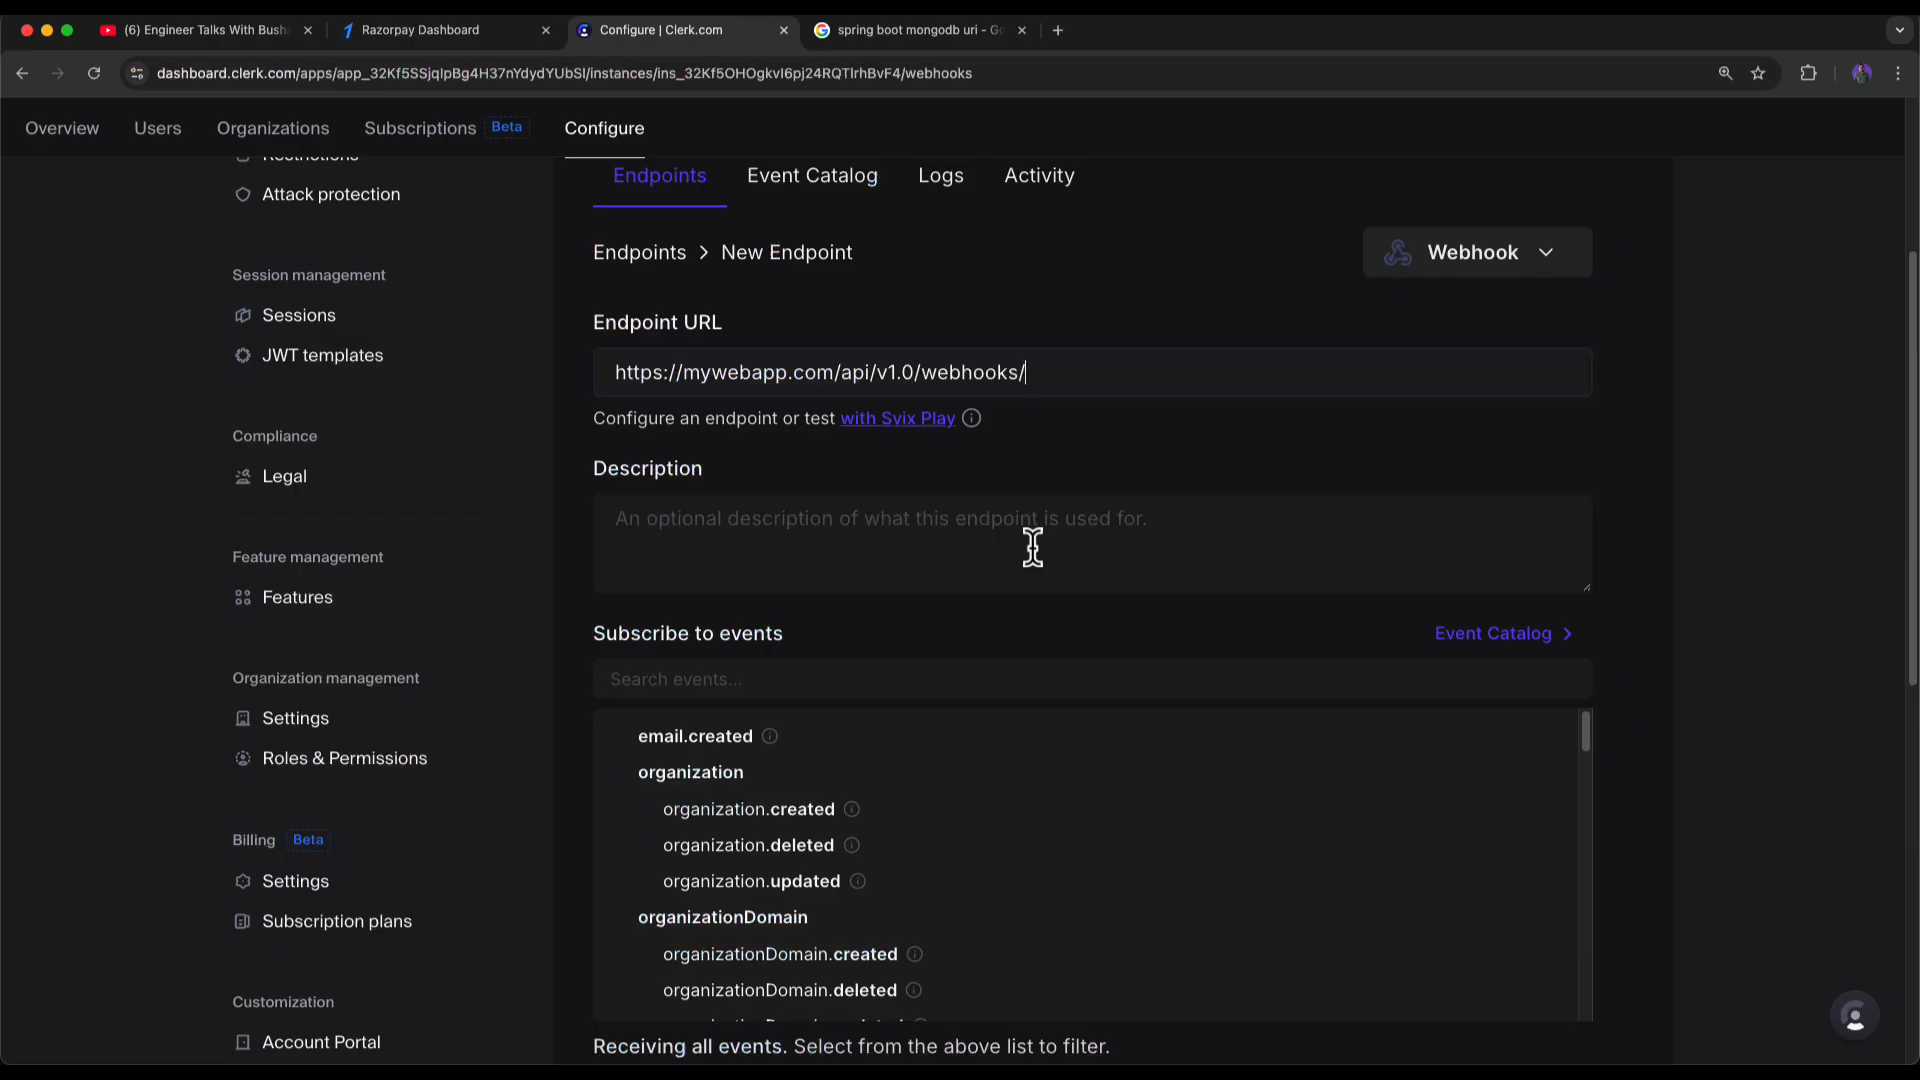 (6) Engineer Talks With Busha
Razorpay Dashboard
Configure | Clerk.com
spring boot mongodb uri - Go
dashboard.clerk.com/apps/app_32Kf5SSjqIpBg4H37nYdydYUbSI/instances/ins_32Kf5OHOgkvI6pj24RQTIrhBvF4/webhooks
Overview
Users
Organizations
Subscriptions Beta
Configure
Restrictions
Attack protection
Session management
Sessions
JWT templates
Compliance
Legal
Feature management
Features
Organization management
Settings
Roles & Permissions
Billing Beta
Settings
Subscription plans
Customization
Account Portal
Endpoints
Event Catalog
Logs
Activity
Endpoints > New Endpoint
Webhook
Endpoint URL
https://mywebapp.com/api/v1.0/webhooks/
Configure an endpoint or test with Svix Play
Description
An optional description of what this endpoint is used for.
Subscribe to events
Event Catalog >
Search events...
email.created
organization
organization.created
organization.deleted
organization.updated
organizationDomain
organizationDomain.created
organizationDomain.deleted
Receiving all events. Select from the above list to filter.